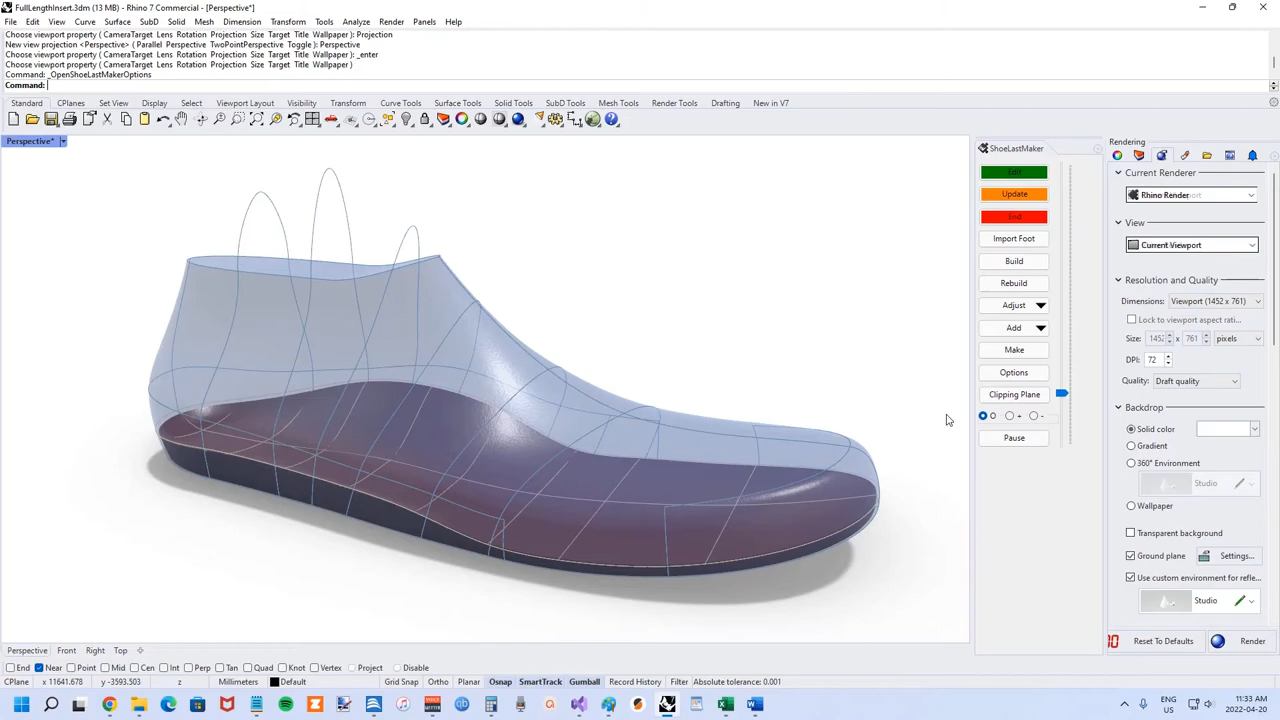 FullLengthInsert.3dm (13 MB) - Rhino 7 Commercial - [Perspective*]
File Edit View Curve Surface SubD Solid Mesh Dimension Transform Tools Analyze Render Panels Help
Choose viewport property ( CameraTarget Lens Rotation Projection Size Target Title Wallpaper ): Projection
New view projection <Perspective> ( Parallel Perspective TwoPointPerspective Toggle ): Perspective
Choose viewport property ( CameraTarget Lens Rotation Projection Size Target Title Wallpaper ): _enter
Choose viewport property ( CameraTarget Lens Rotation Projection Size Target Title Wallpaper )
Command: _OpenShoeLastMakerOptions
Command:
Standard CPlanes Set View Display Select Viewport Layout Visibility Transform Curve Tools Surface Tools Solid Tools SubD Tools Mesh Tools Render Tools Drafting New in V7
Perspective*
ShoeLastMaker
Edit
Update
End
Import Foot
Build
Rebuild
Adjust
Add
Make
Options
Clipping Plane
O + -
Pause
Rendering
Current Renderer
Rhino Render
View
Current Viewport
Resolution and Quality
Dimensions: Viewport (1452 x 761)
Lock to viewport aspect rati...
Size: 1452 x 761 pixels
DPI: 72
Quality: Draft quality
Backdrop
Solid color
Gradient
360° Environment
Studio
Wallpaper
Transparent background
Ground plane Settings...
Use custom environment for refle...
Studio
Reset To Defaults Render
Perspective Front Right Top
End Near Point Mid Cen Int Perp Tan Quad Knot Vertex Project Disable
CPlane x 11641.678 y -3593.503 z Millimeters Default Grid Snap Ortho Planar Osnap SmartTrack Gumball Record History Filter Absolute tolerance: 0.001
ENG
US
11:33 AM
2022-04-20